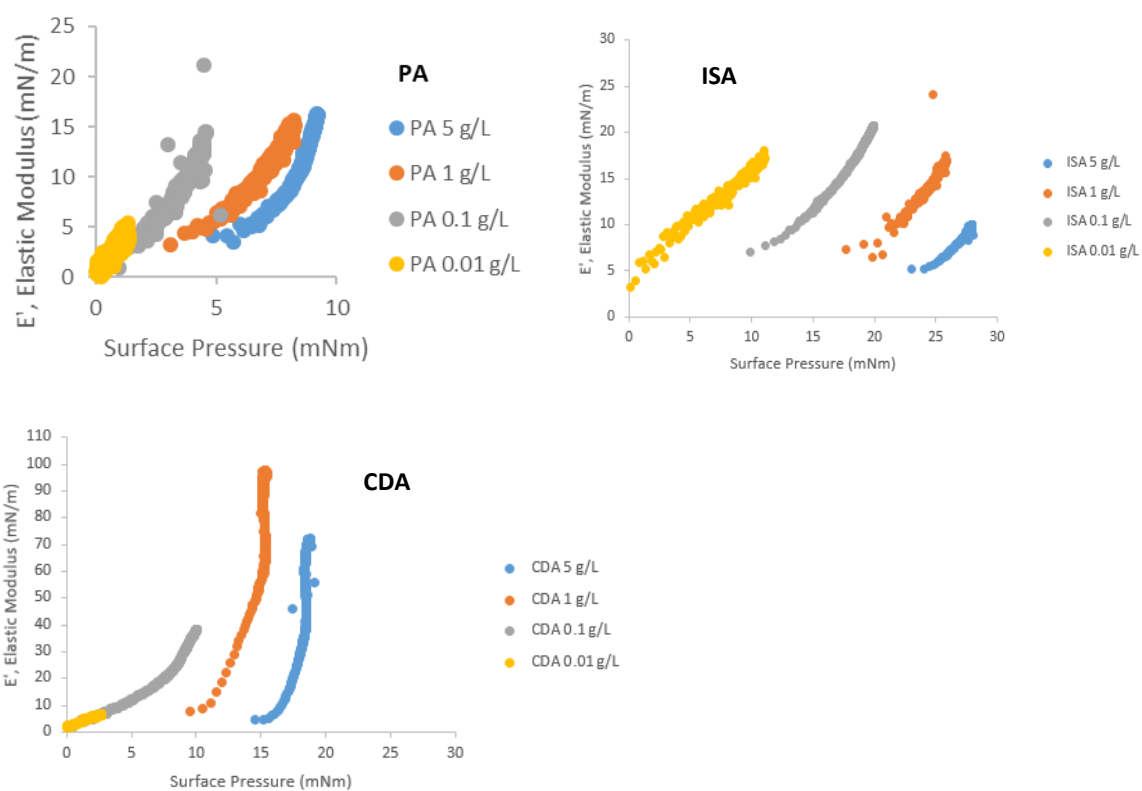 PA
E', Elastic Modulus (mN/m)
25
20
15
10
5
0
0 5 10
Surface Pressure (mNm)
PA 5 g/L
PA 1 g/L
PA 0.1 g/L
PA 0.01 g/L
ISA
E', Elastic Modulus (mN/m)
30
25
20
15
10
5
0
0 5 10 15 20 25 30
Surface Pressure (mNm)
ISA 5 g/L
ISA 1 g/L
ISA 0.1 g/L
ISA 0.01 g/L
CDA
E', Elastic Modulus (mN/m)
110
100
90
80
70
60
50
40
30
20
10
0
0 5 10 15 20 25 30
Surface Pressure (mNm)
CDA 5 g/L
CDA 1 g/L
CDA 0.1 g/L
CDA 0.01 g/L